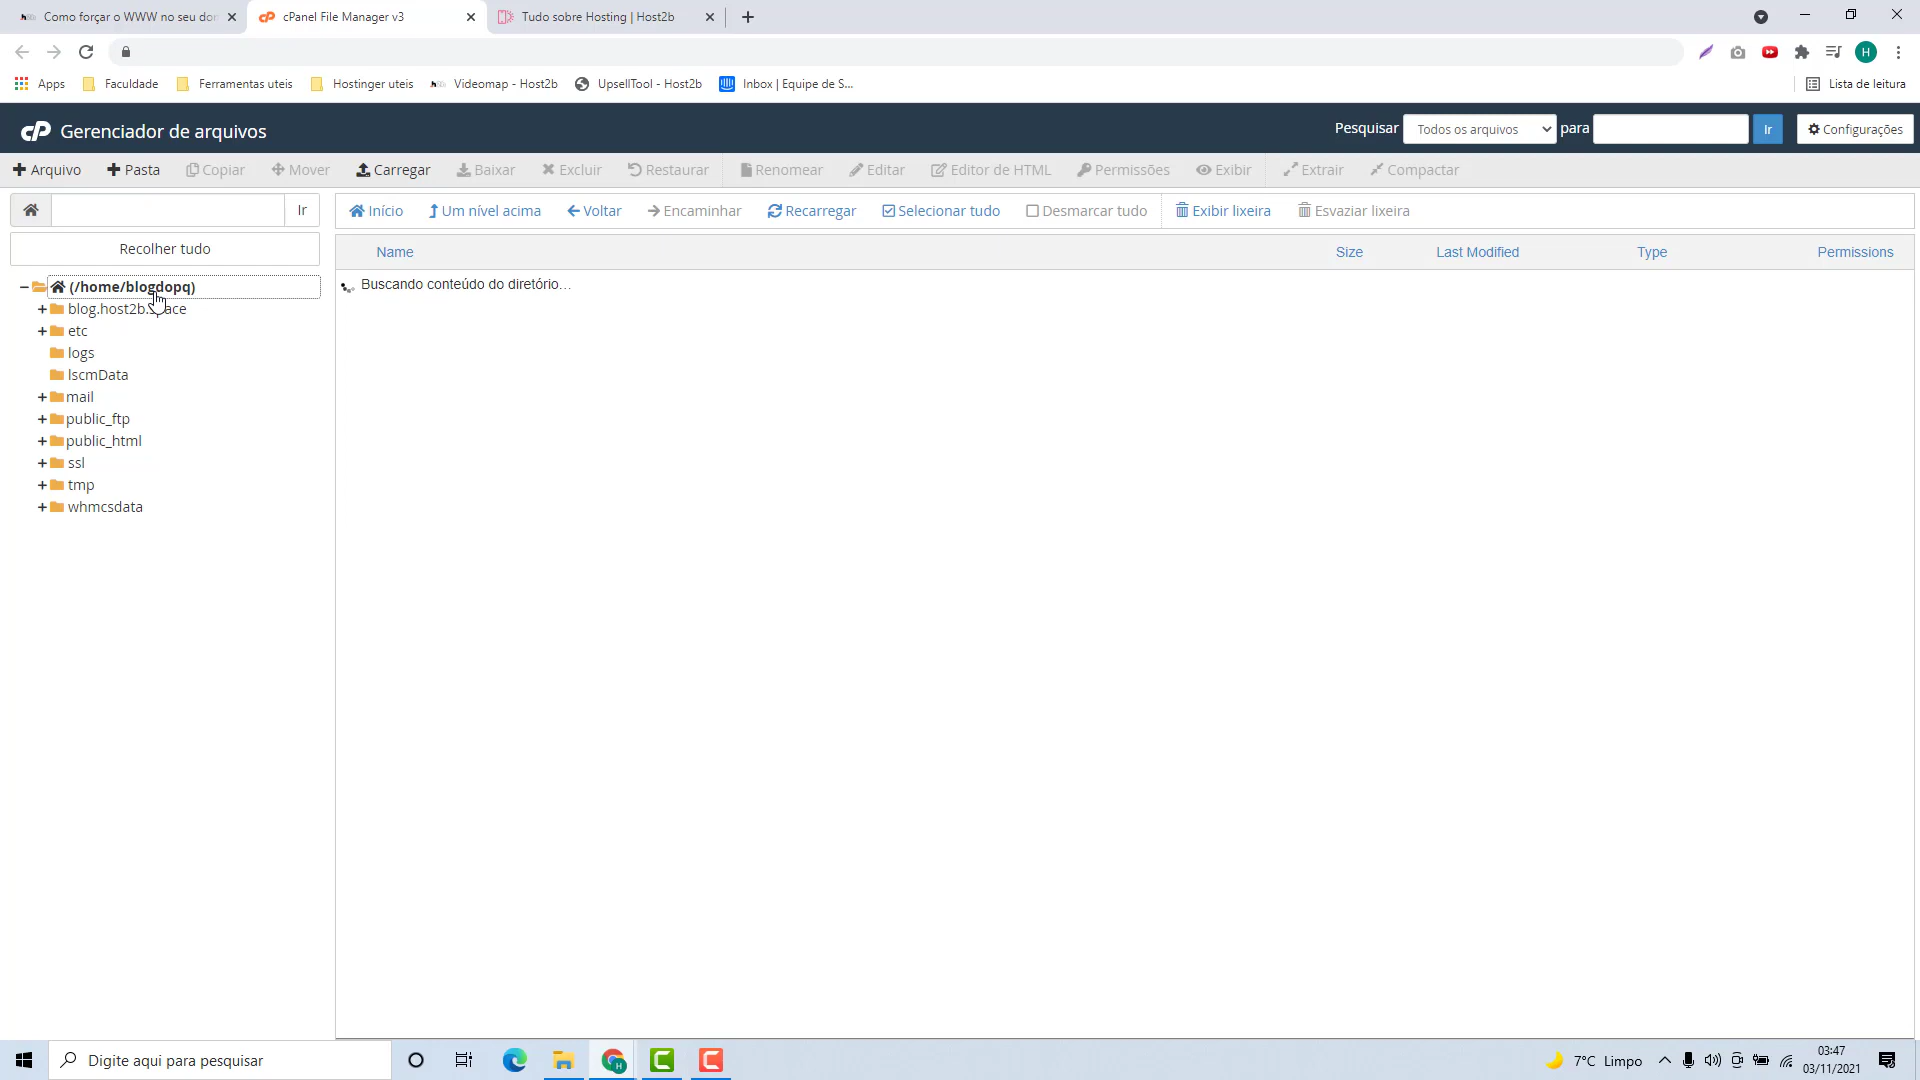 Como forçar o WWW no seu dor
cPanel File Manager v3
Tudo sobre Hosting | Host2b
H
Apps
Faculdade
Ferramentas uteis
Hostinger uteis
Videomap - Host2b
UpsellTool - Host2b
Inbox | Equipe de S...
Lista de leitura
cP Gerenciador de arquivos
Pesquisar
Todos os arquivos
para
Ir
Configurações
Arquivo
Pasta
Copiar
Mover
Carregar
Baixar
Excluir
Restaurar
Renomear
Editar
Editor de HTML
Permissões
Exibir
Extrair
Compactar
Ir
Início
Um nível acima
Voltar
Encaminhar
Recarregar
Selecionar tudo
Desmarcar tudo
Exibir lixeira
Esvaziar lixeira
Recolher tudo
Name
Size
Last Modified
Type
Permissions
(/home/blogdopq)
Buscando conteúdo do diretório...
etc
logs
lscmData
mail
public_ftp
public_html
ssl
tmp
whmcsdata
Digite aqui para pesquisar
7°C Limpo
03:47
03/11/2021